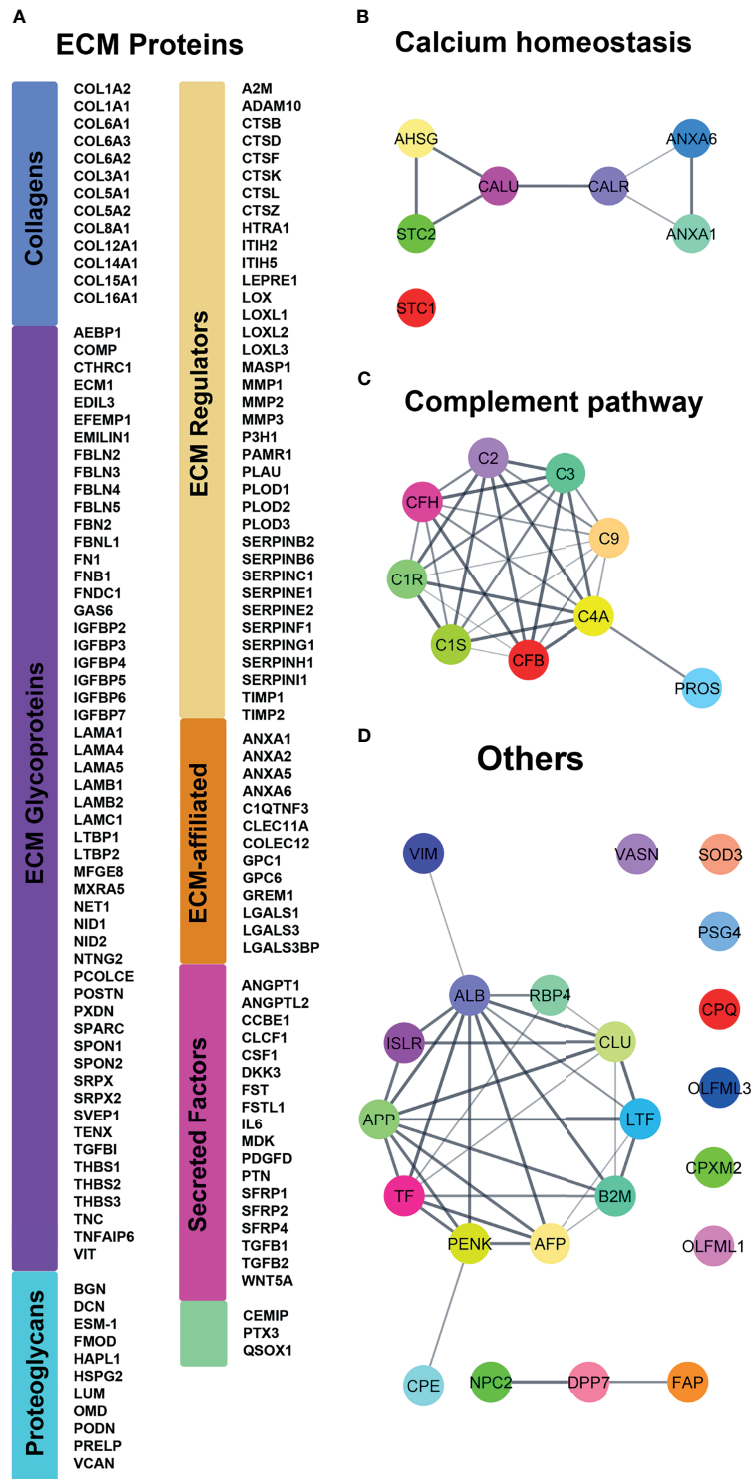 A
ECM Proteins
Collagens
COL1A2
COL1A1
COL6A1
COL6A3
COL6A2
COL3A1
COL5A1
COL5A2
COL8A1
COL12A1
COL14A1
COL15A1
COL16A1
ECM Glycoproteins
AEBP1
COMP
CTHRC1
ECM1
EDIL3
EFEMP1
EMILIN1
FBLN2
FBLN3
FBLN4
FBLN5
FBN2
FBNL1
FN1
FNB1
FNDC1
GAS6
IGFBP2
IGFBP3
IGFBP4
IGFBP5
IGFBP6
IGFBP7
LAMA1
LAMA4
LAMA5
LAMB1
LAMB2
LAMC1
LTBP1
LTBP2
MFGE8
MXRA5
NET1
NID1
NID2
NTNG2
PCOLCE
POSTN
PXDN
SPARC
SPON1
SPON2
SRPX
SRPX2
SVEP1
TENX
TGFBI
THBS1
THBS2
THBS3
TNC
TNFAIP6
VIT
Proteoglycans
BGN
DCN
ESM-1
FMOD
HAPL1
HSPG2
LUM
OMD
PODN
PRELP
VCAN
ECM Regulators
A2M
ADAM10
CTSB
CTSD
CTSF
CTSK
CTSL
CTSZ
HTRA1
ITIH2
ITIH5
LEPRE1
LOX
LOXL1
LOXL2
LOXL3
MASP1
MMP1
MMP2
MMP3
P3H1
PAMR1
PLAU
PLOD1
PLOD2
PLOD3
SERPINB2
SERPINB6
SERPINC1
SERPINE1
SERPINE2
SERPINF1
SERPING1
SERPINH1
SERPINI1
TIMP1
TIMP2
ECM-affiliated
ANXA1
ANXA2
ANXA5
ANXA6
C1QTNF3
CLEC11A
COLEC12
GPC1
GPC6
GREM1
LGALS1
LGALS3
LGALS3BP
Secreted Factors
ANGPT1
ANGPTL2
CCBE1
CLCF1
CSF1
DKK3
FST
FSTL1
IL6
MDK
PDGFD
PTN
SFRP1
SFRP2
SFRP4
TGFB1
TGFB2
WNT5A
CEMIP
PTX3
QSOX1
B
Calcium homeostasis
AHSG
ANXA6
CALU
CALR
STC2
ANXA1
STC1
C
Complement pathway
C2
C3
CFH
C9
C1R
C4A
C1S
CFB
PROS
D
Others
VIM
VASN
SOD3
PSG4
ALB
RBP4
CPQ
ISLR
CLU
OLFML3
APP
LTF
CPXM2
TF
B2M
PENK
AFP
OLFML1
CPE
NPC2
DPP7
FAP